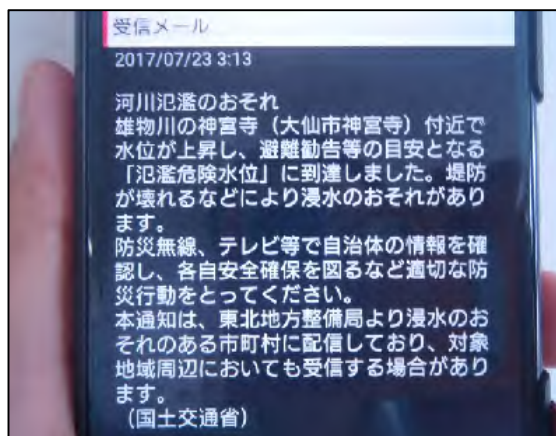 受信メール
2017/07/23 3:13
河川氾濫のおそれ
雄物川の神宮寺（大仙市神宮寺）付近で
水位が上昇し、避難勧告等の目安となる
「氾濫危険水位」に到達しました。堤防
が壊れるなどにより浸水のおそれがあり
ます。
防災無線、テレビ等で自治体の情報を確
認し、各自安全確保を図るなど適切な防
災行動をとってください。
本通知は、東北地方整備局より浸水のお
それのある市町村に配信しており、対象
地域周辺においても受信する場合があり
ます。
（国土交通省）